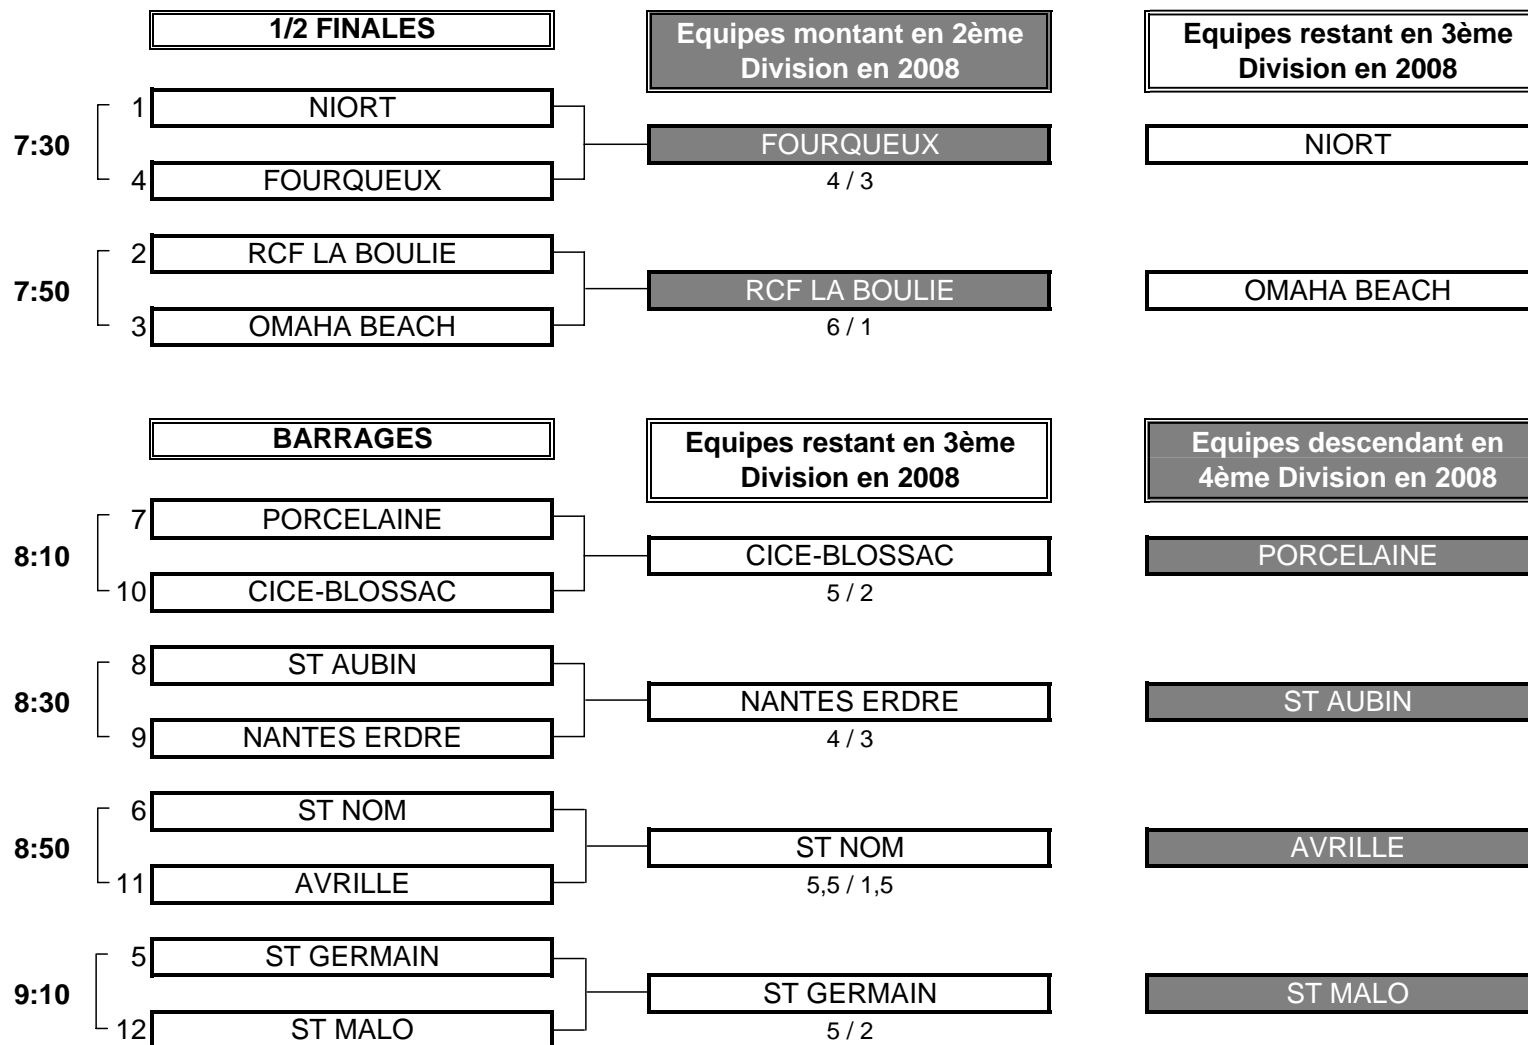 1/2 FINALES
Equipes montant en 2ème
Division en 2008
Equipes restant en 3ème
Division en 2008
7:30
1 NIORT
4 FOURQUEUX
FOURQUEUX
4 / 3
NIORT
7:50
2 RCF LA BOULIE
3 OMAHA BEACH
RCF LA BOULIE
6 / 1
OMAHA BEACH
BARRAGES
Equipes restant en 3ème
Division en 2008
Equipes descendant en
4ème Division en 2008
8:10
7 PORCELAINE
10 CICE-BLOSSAC
CICE-BLOSSAC
5 / 2
PORCELAINE
8:30
8 ST AUBIN
9 NANTES ERDRE
NANTES ERDRE
4 / 3
ST AUBIN
8:50
6 ST NOM
11 AVRILLE
ST NOM
5,5 / 1,5
AVRILLE
9:10
5 ST GERMAIN
12 ST MALO
ST GERMAIN
5 / 2
ST MALO